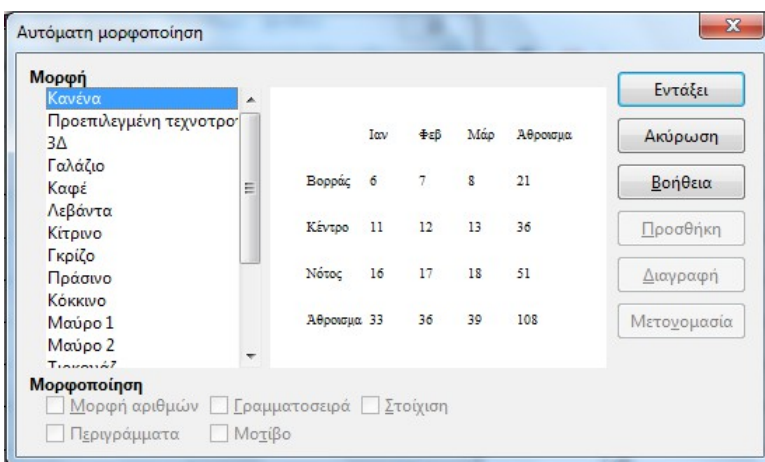 Αυτόματη μορφοποίηση
Μορφή
Κανένα
Προεπιλεγμένη τεχνοτρο
3Δ
Γαλάζιο
Καφέ
Λεβάντα
Κίτρινο
Γκρίζο
Πράσινο
Κόκκινο
Μαύρο 1
Μαύρο 2
Τιρκουάζ
Ιαν Φεβ Μάρ Άθροισμα
Βορράς 6 7 8 21
Κέντρο 11 12 13 36
Νότος 16 17 18 51
Άθροισμα 33 36 39 108
Εντάξει
Ακύρωση
Βοήθεια
Προσθήκη
Διαγραφή
Μετονομασία
Μορφοποίηση
Μορφή αριθμών Γραμματοσειρά Στοίχιση
Περιγράμματα Μοτίβο